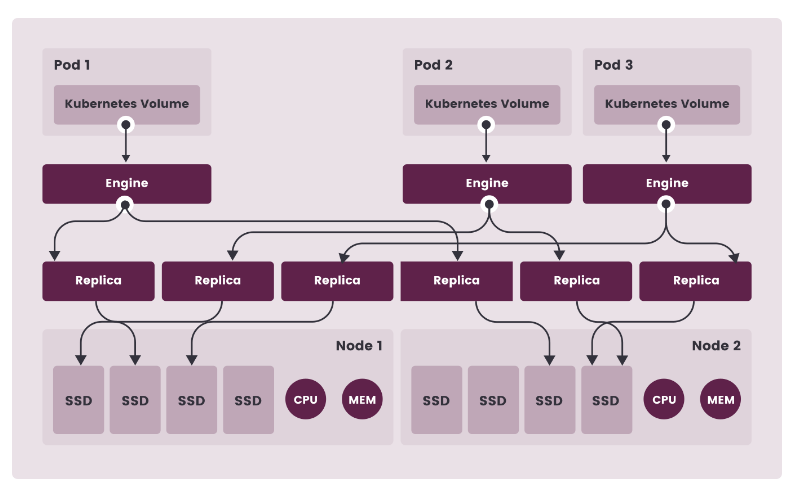 Pod 1
Kubernetes Volume
Pod 2
Kubernetes Volume
Pod 3
Kubernetes Volume
Engine
Engine
Engine
Replica
Replica
Replica
Replica
Replica
Replica
Node 1
SSD
SSD
SSD
SSD
CPU
MEM
Node 2
SSD
SSD
SSD
SSD
CPU
MEM